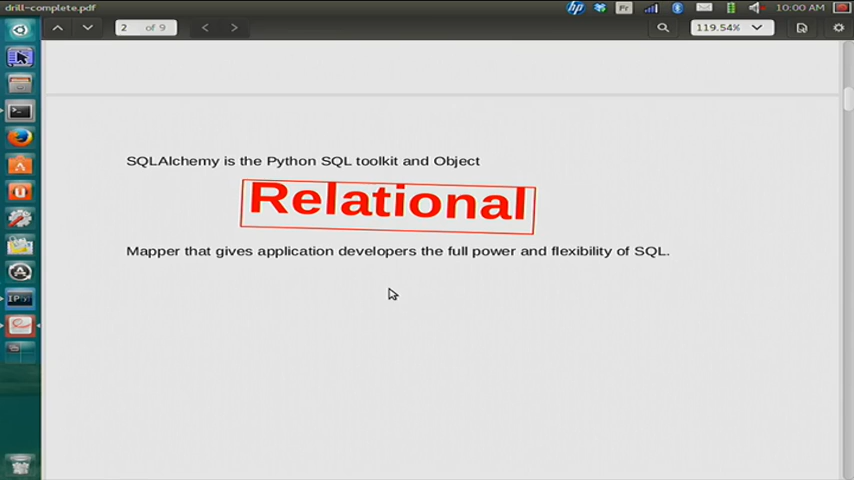 drill-complete.pdf
Pr
10:00 AM
2 of 9
119.54%
SQLAlchemy is the Python SQL toolkit and Object
Relational
Mapper that gives application developers the full power and flexibility of SQL.